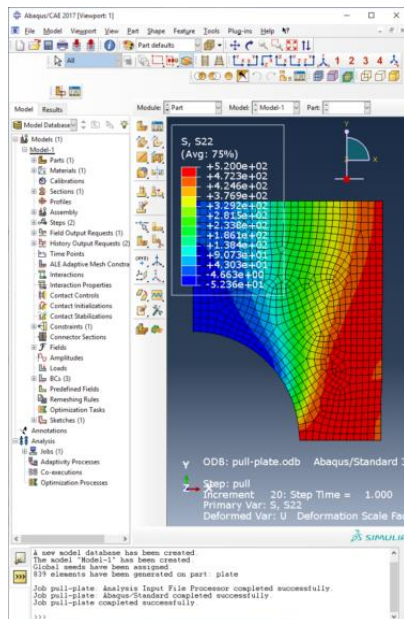 Abaqus/CAE 2017 [Viewport: 1]
File Model Viewport View Part Shape Feature Tools Plug-ins Help
Part defaults
All
1 2 3 4
Model Results
Module: Part Model: Model-1 Part:
Model Database
Models (1)
Model-1
Parts (1)
Materials (1)
Calibrations
Sections (1)
Profiles
Assembly
Steps (2)
Field Output Requests (1)
History Output Requests (2)
Time Points
ALE Adaptive Mesh Constra
Interactions
Interaction Properties
Contact Controls
Contact Initializations
Contact Stabilizations
Constraints (1)
Connector Sections
Fields
Amplitudes
Loads
BCs (3)
Predefined Fields
Remeshing Rules
Optimization Tasks
Sketches (1)
Annotations
Analysis
Jobs (1)
Adaptivity Processes
Co-executions
Optimization Processes
S, S22
(Avg: 75%)
+5.200e+02
+4.723e+02
+4.246e+02
+3.769e+02
+3.292e+02
+2.815e+02
+2.338e+02
+1.861e+02
+1.384e+02
+9.073e+01
+4.303e+01
-4.663e+00
-5.236e+01
Y
Z X
Y
Z X
ODB: pull-plate.odb Abaqus/Standard 3
Step: pull
Increment 20: Step Time = 1.000
Primary Var: S, S22
Deformed Var: U Deformation Scale Fac
SIMULIA
A new model database has been created.
The model "Model-1" has been created.
Global seeds have been assigned.
839 elements have been generated on part: plate
Job pull-plate: Analysis Input File Processor completed successfully.
Job pull-plate: Abaqus/Standard completed successfully.
Job pull-plate completed successfully.
>>>